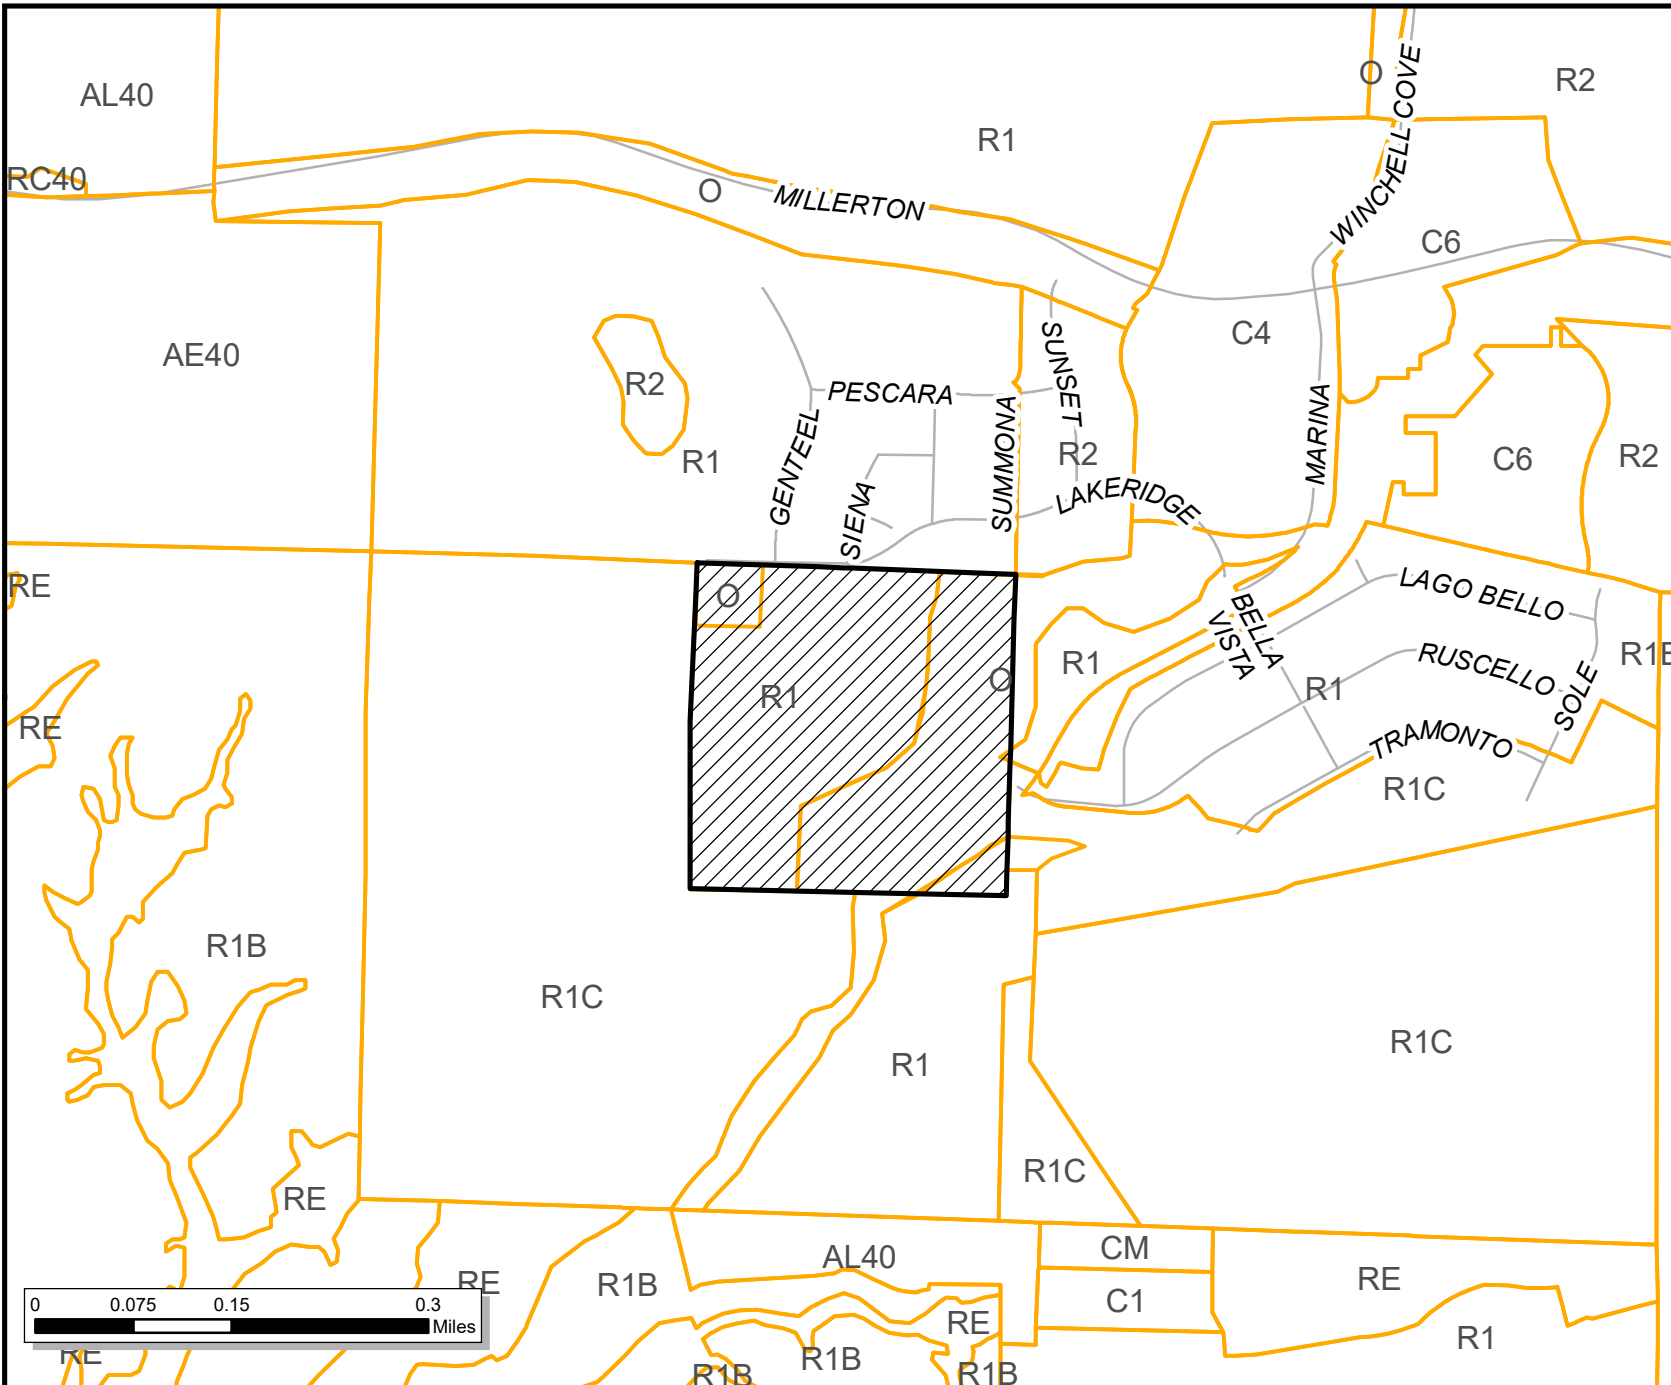 O
R2
AL40
R1
RC40
O
MILLERTON
WINCHELL COVE
C6
C4
AE40
R2
PESCARA
SUNSET
GENTEEL
SUMMONA
MARINA
R1
SIENA
R2
LAKERIDGE
C6
R2
RE
O
LAGO BELLO
BELLA
VISTA
R1
RUSCELLO
R1
O
R1
SOLE
RE
TRAMONTO
R1C
R1B
R1C
R1C
R1
R1C
RE
CM
AL40
RE
R1B
RE
C1
0 0.075 0.15 0.3
Miles
RE
R1
RE
R1B
R1B
R1B